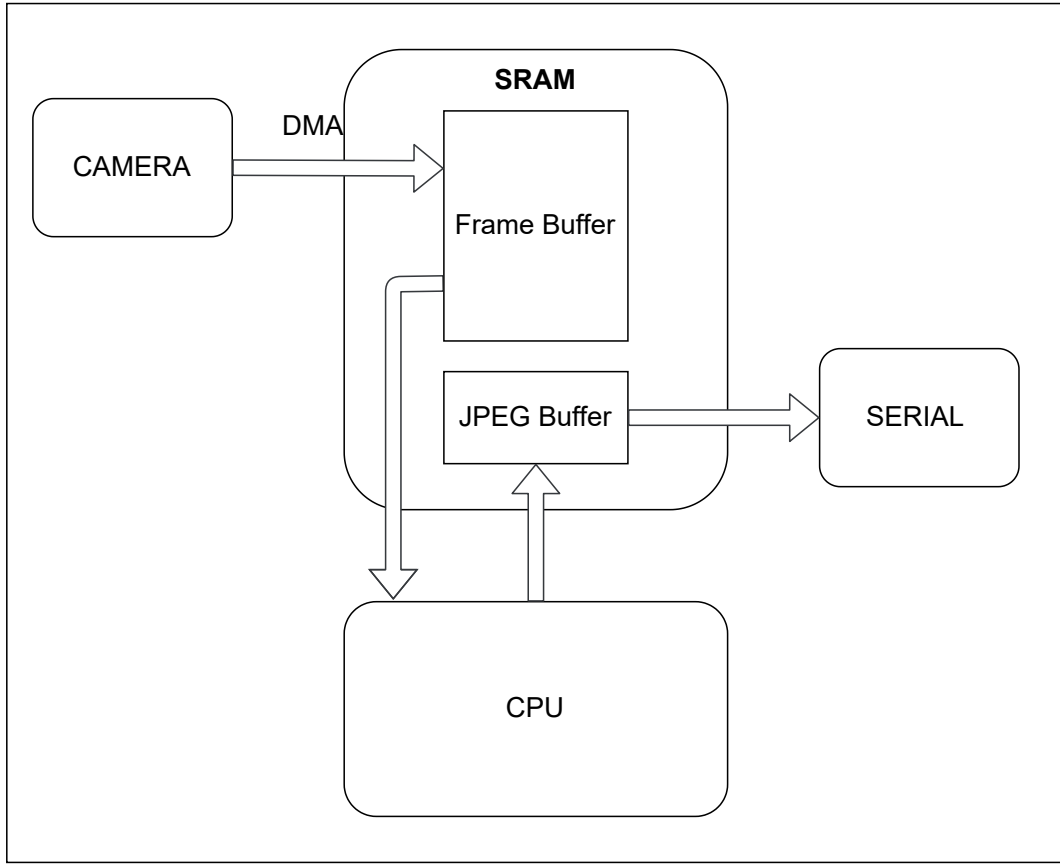 SRAM
DMA
CAMERA
Frame Buffer
JPEG Buffer
SERIAL
CPU